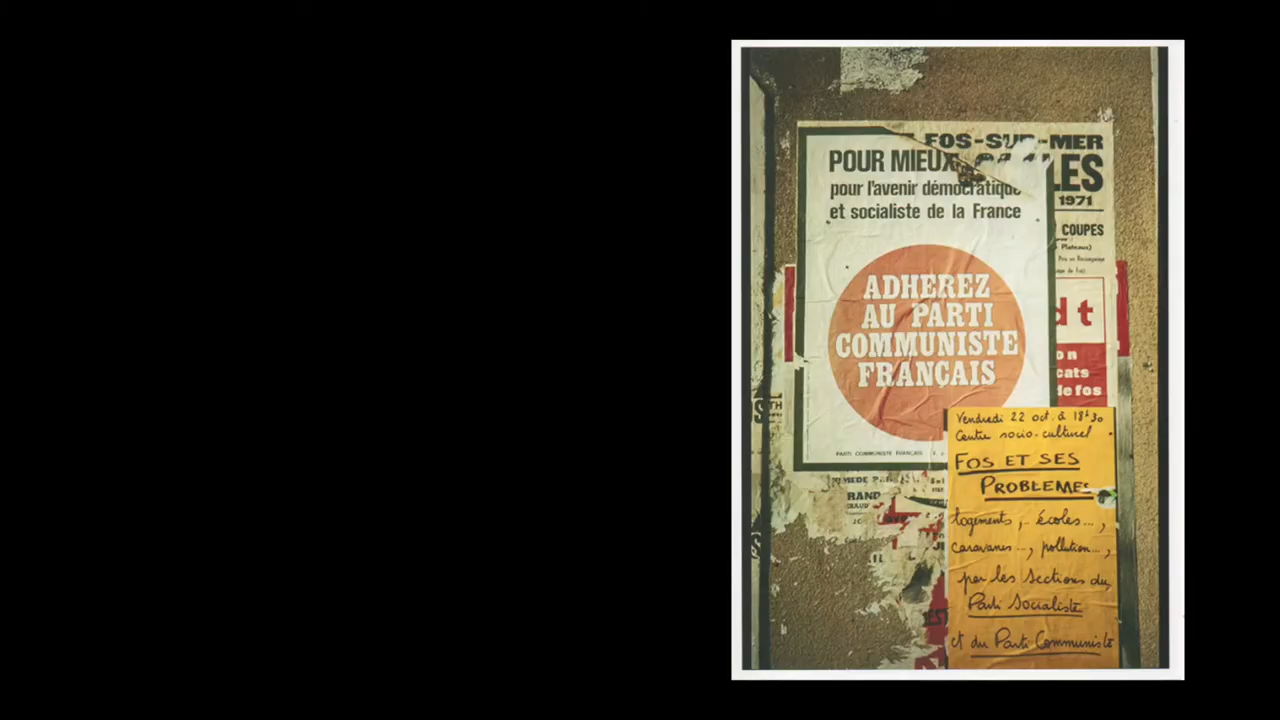 FOS-SUR-MER
POUR MIEUX
LES
pour l'avenir démocratique
1971
et socialiste de la France
COUPES
Plateaux)
ADHEREZ
AU PARTI
COMMUNISTE
FRANÇAIS
dt
on
cats
de fos
PARTI COMMUNISTE FRANÇAIS
Vendredi 22 oct. à 18h30
Centre socio-culturel
FOS ET SES
PROBLEMES
logements, écoles...,
caravanes..., pollution...,
par les Sections du
Parti Socialiste
et du Parti Communiste
RAND